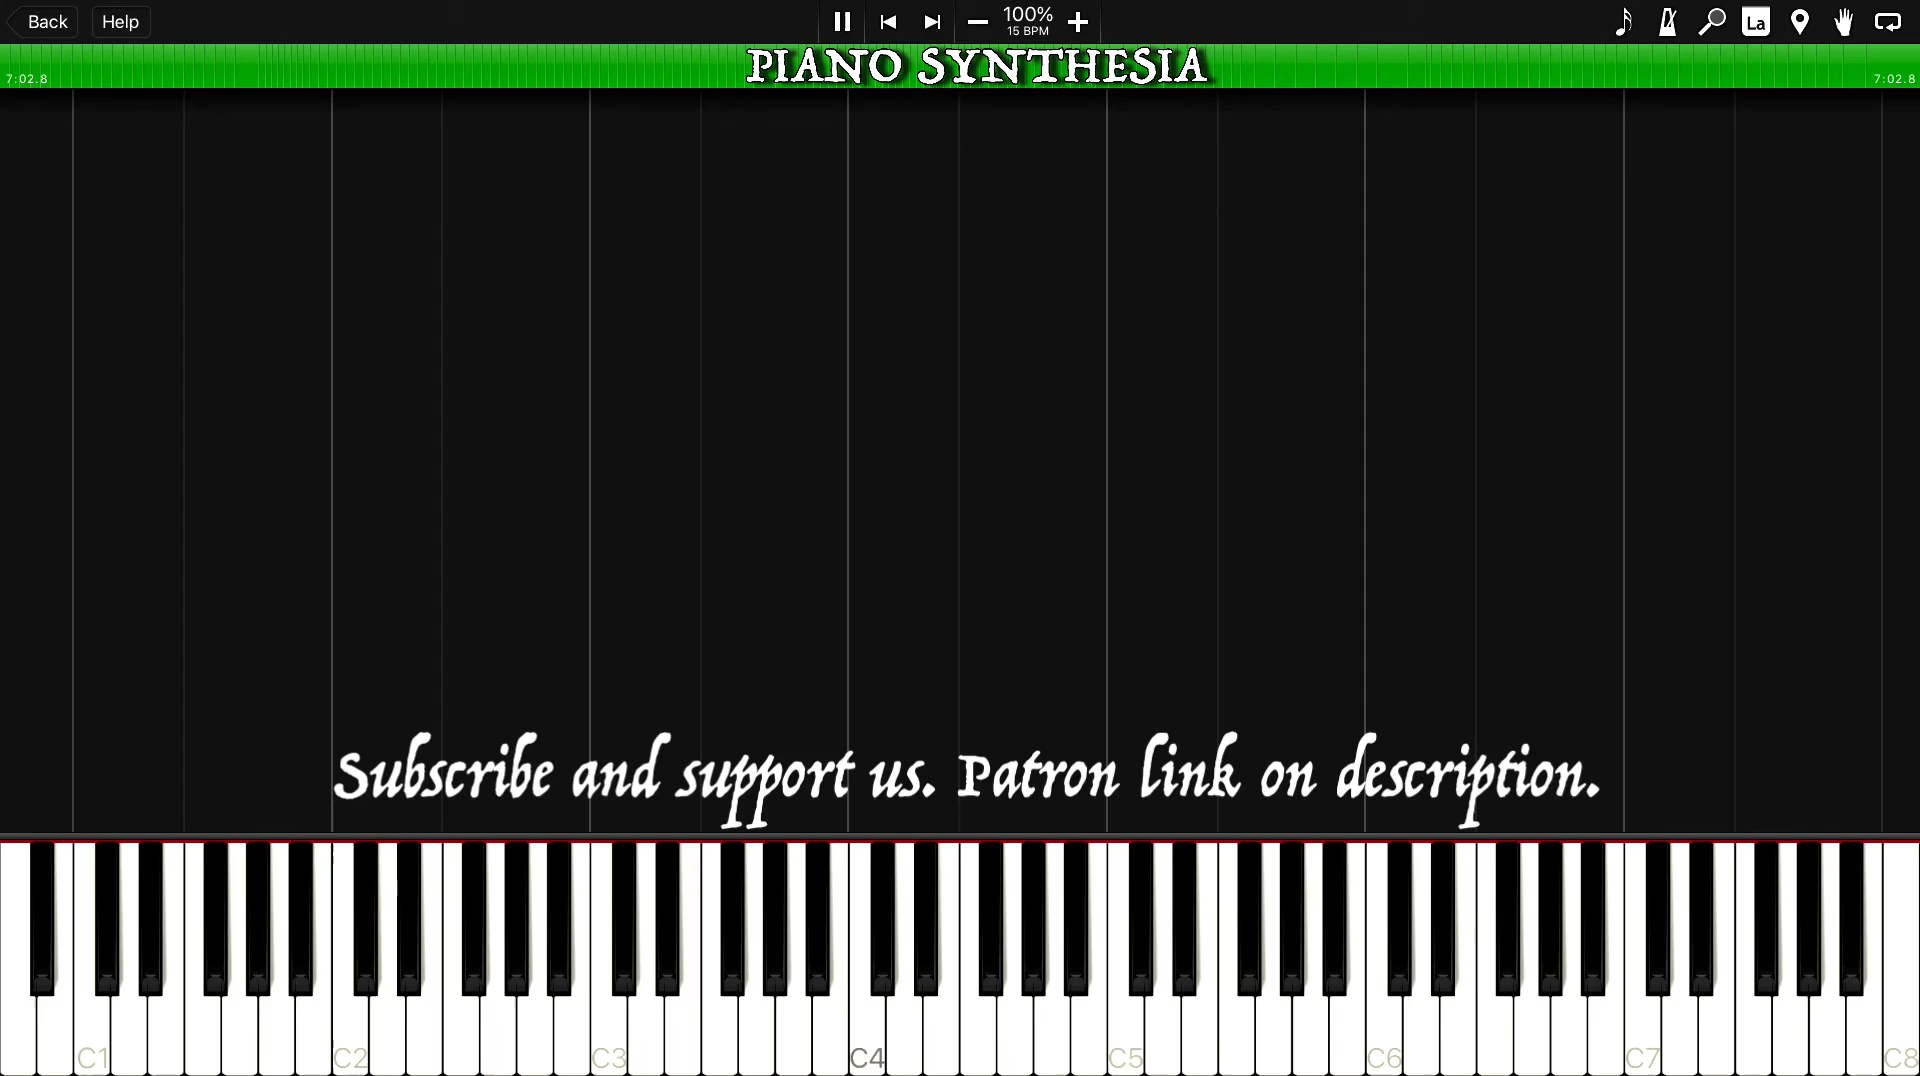 Back Help 100% La
15 BPM
PIANO SYNTHESIA
7:02.8 7:02.8
Subscribe and support us. Patron link on description.
C1 C2 C3 C4 C5 C6 C7 C8